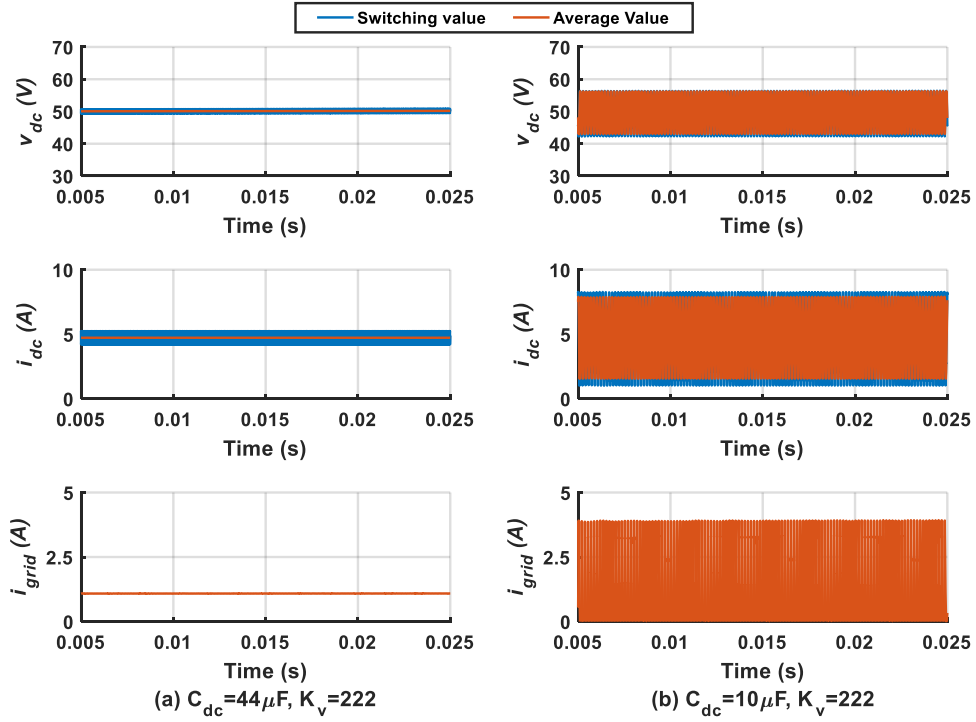 Switching value Average Value
70
60
50
40
30
v_dc (V)
0.005 0.01 0.015 0.02 0.025
Time (s)
70
60
50
40
30
v_dc (V)
0.005 0.01 0.015 0.02 0.025
Time (s)
10
5
0
i_dc (A)
0.005 0.01 0.015 0.02 0.025
Time (s)
10
5
0
i_dc (A)
0.005 0.01 0.015 0.02 0.025
Time (s)
5
2.5
0
i_grid (A)
0.005 0.01 0.015 0.02 0.025
Time (s)
(a) C_dc=44μF, K_v=222
5
2.5
0
i_grid (A)
0.005 0.01 0.015 0.02 0.025
Time (s)
(b) C_dc=10μF, K_v=222